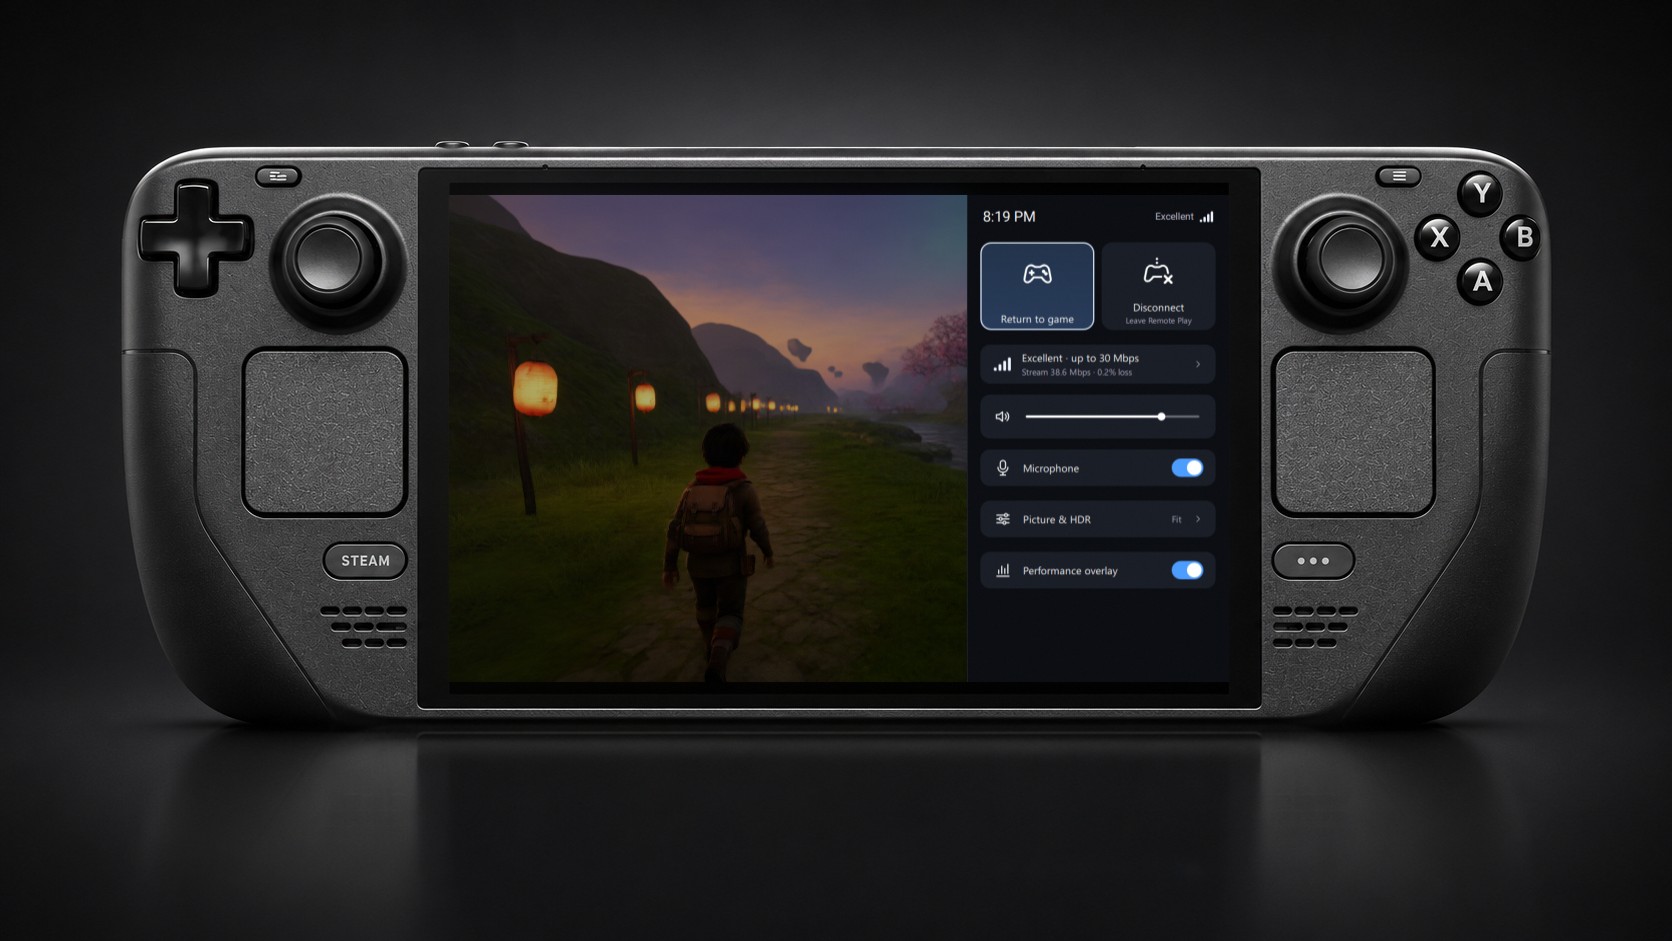 8:19 PM
Excellent
Return to game
Disconnect
Leave Remote Play
Excellent · up to 30 Mbps
Stream 38.6 Mbps · 0.2% loss
Microphone
Picture & HDR
Fit
Performance overlay
STEAM
Y
X
B
A